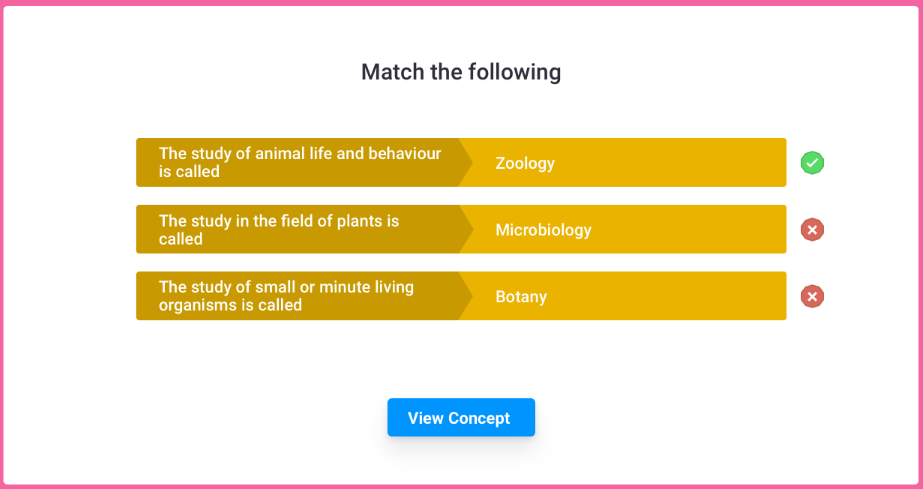 Match the following
The study of animal life and behaviour
is called
Zoology
The study in the field of plants is
called
Microbiology
The study of small or minute living
organisms is called
Botany
View Concept